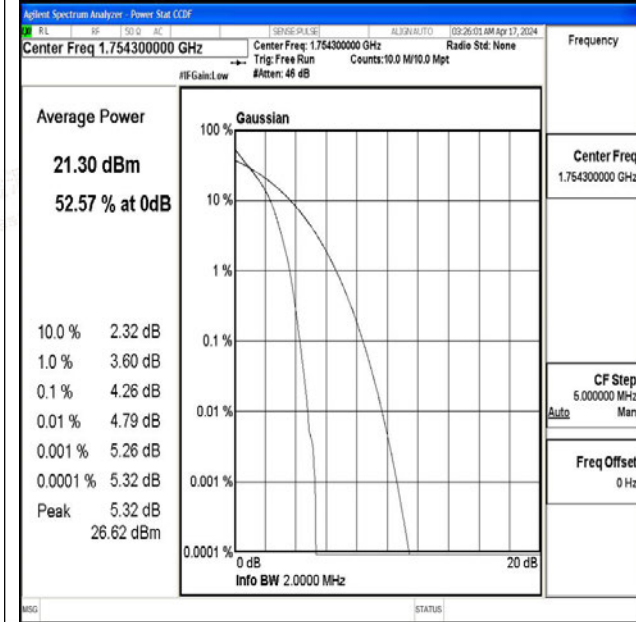 Agilent Spectrum Analyzer - Power Stat CCDF
RL RF 50 Ω AC SENSE:PULSE ALIGNAUTO 03:26:01 AM Apr 17, 2024
Center Freq 1.754300000 GHz
Center Freq: 1.754300000 GHz Radio Std: None
Trig: Free Run Counts:10.0 M/10.0 Mpt
#IFGain:Low #Atten: 46 dB
Frequency
Center Freq
1.754300000 GHz
CF Step
5.000000 MHz
Auto Man
Freq Offset
0 Hz
Average Power
21.30 dBm
52.57 % at 0dB
10.0 % 2.32 dB
1.0 % 3.60 dB
0.1 % 4.26 dB
0.01 % 4.79 dB
0.001 % 5.26 dB
0.0001 % 5.32 dB
Peak 5.32 dB
26.62 dBm
Gaussian
100 %
10 %
1 %
0.1 %
0.01 %
0.001 %
0.0001 %
0 dB 20 dB
Info BW 2.0000 MHz
MSG STATUS